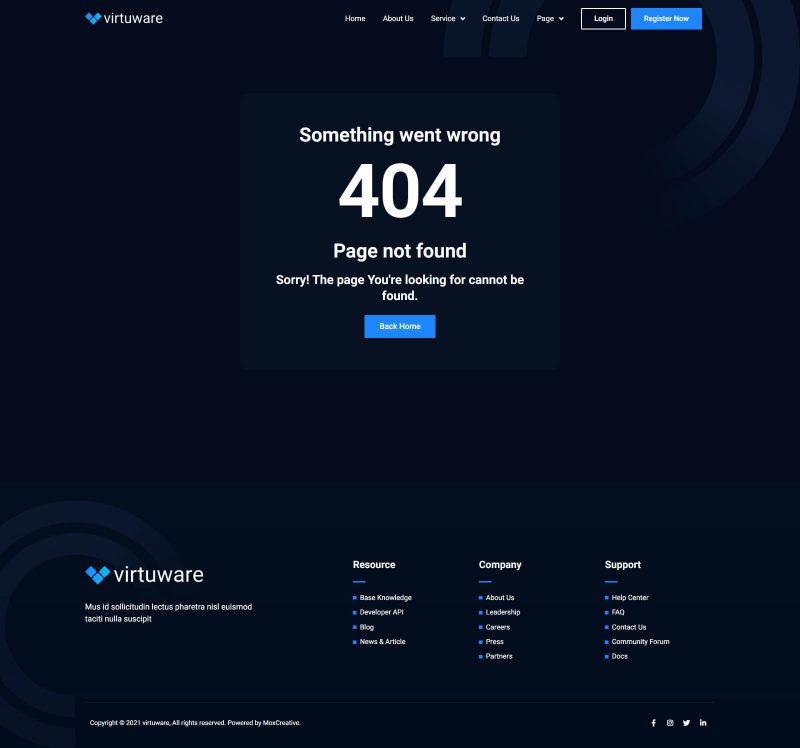 virtuware
Home About Us Service Contact Us Page Login Register Now
Something went wrong
404
Page not found
Sorry! The page You're looking for cannot be
found.
Back Home
virtuware
Mus id sollicitudin lectus pharetra nisl euismod
taciti nulla suscipit
Resource
Base Knowledge
Developer API
Blog
News & Article
Company
About Us
Leadership
Careers
Press
Partners
Support
Help Center
FAQ
Contact Us
Community Forum
Docs
Copyright © 2021 virtuware, All rights reserved. Powered by MoxCreative.